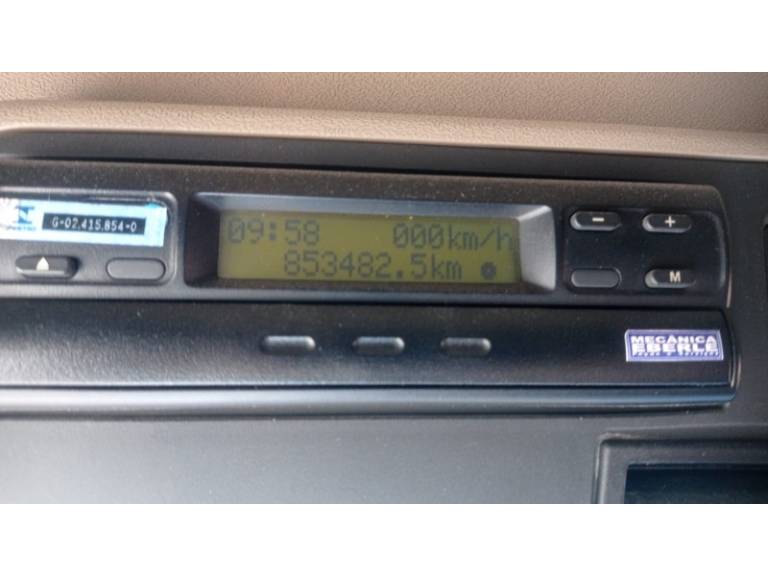 G-02.415.854-0
09:58 000km/h
853482.5km
-
+
M
MECÂNICA
EBERLE